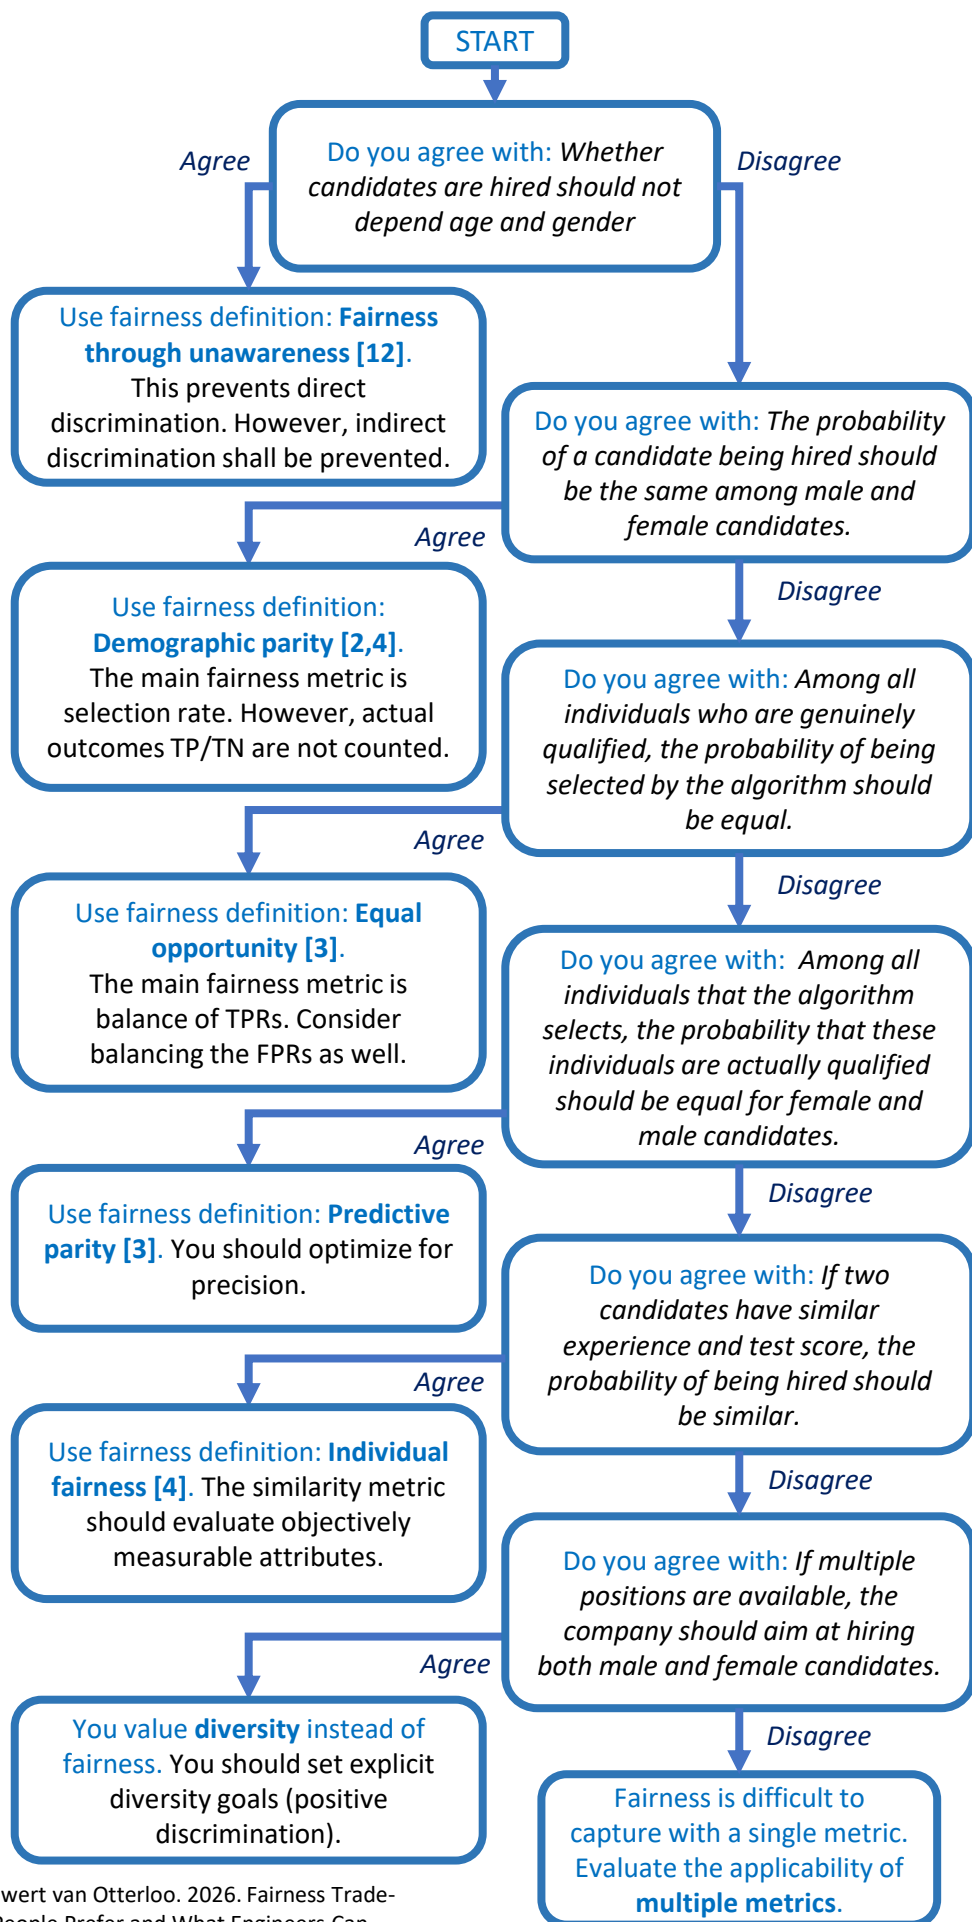 START
Agree
Do you agree with: Whether
candidates are hired should not
depend age and gender
Disagree
Use fairness definition: Fairness
through unawareness [12].
This prevents direct
discrimination. However, indirect
discrimination shall be prevented.
Do you agree with: The probability
of a candidate being hired should
be the same among male and
female candidates.
Agree
Disagree
Use fairness definition:
Demographic parity [2,4].
The main fairness metric is
selection rate. However, actual
outcomes TP/TN are not counted.
Do you agree with: Among all
individuals who are genuinely
qualified, the probability of being
selected by the algorithm should
be equal.
Agree
Disagree
Use fairness definition: Equal
opportunity [3].
The main fairness metric is
balance of TPRs. Consider
balancing the FPRs as well.
Do you agree with: Among all
individuals that the algorithm
selects, the probability that these
individuals are actually qualified
should be equal for female and
male candidates.
Agree
Disagree
Use fairness definition: Predictive
parity [3]. You should optimize for
precision.
Do you agree with: If two
candidates have similar
experience and test score, the
probability of being hired should
be similar.
Agree
Disagree
Use fairness definition: Individual
fairness [4]. The similarity metric
should evaluate objectively
measurable attributes.
Do you agree with: If multiple
positions are available, the
company should aim at hiring
both male and female candidates.
Agree
Disagree
You value diversity instead of
fairness. You should set explicit
diversity goals (positive
discrimination).
Fairness is difficult to
capture with a single metric.
Evaluate the applicability of
multiple metrics.
wert van Otterloo. 2026. Fairness Trade-
People Prefer and What Engineers Can